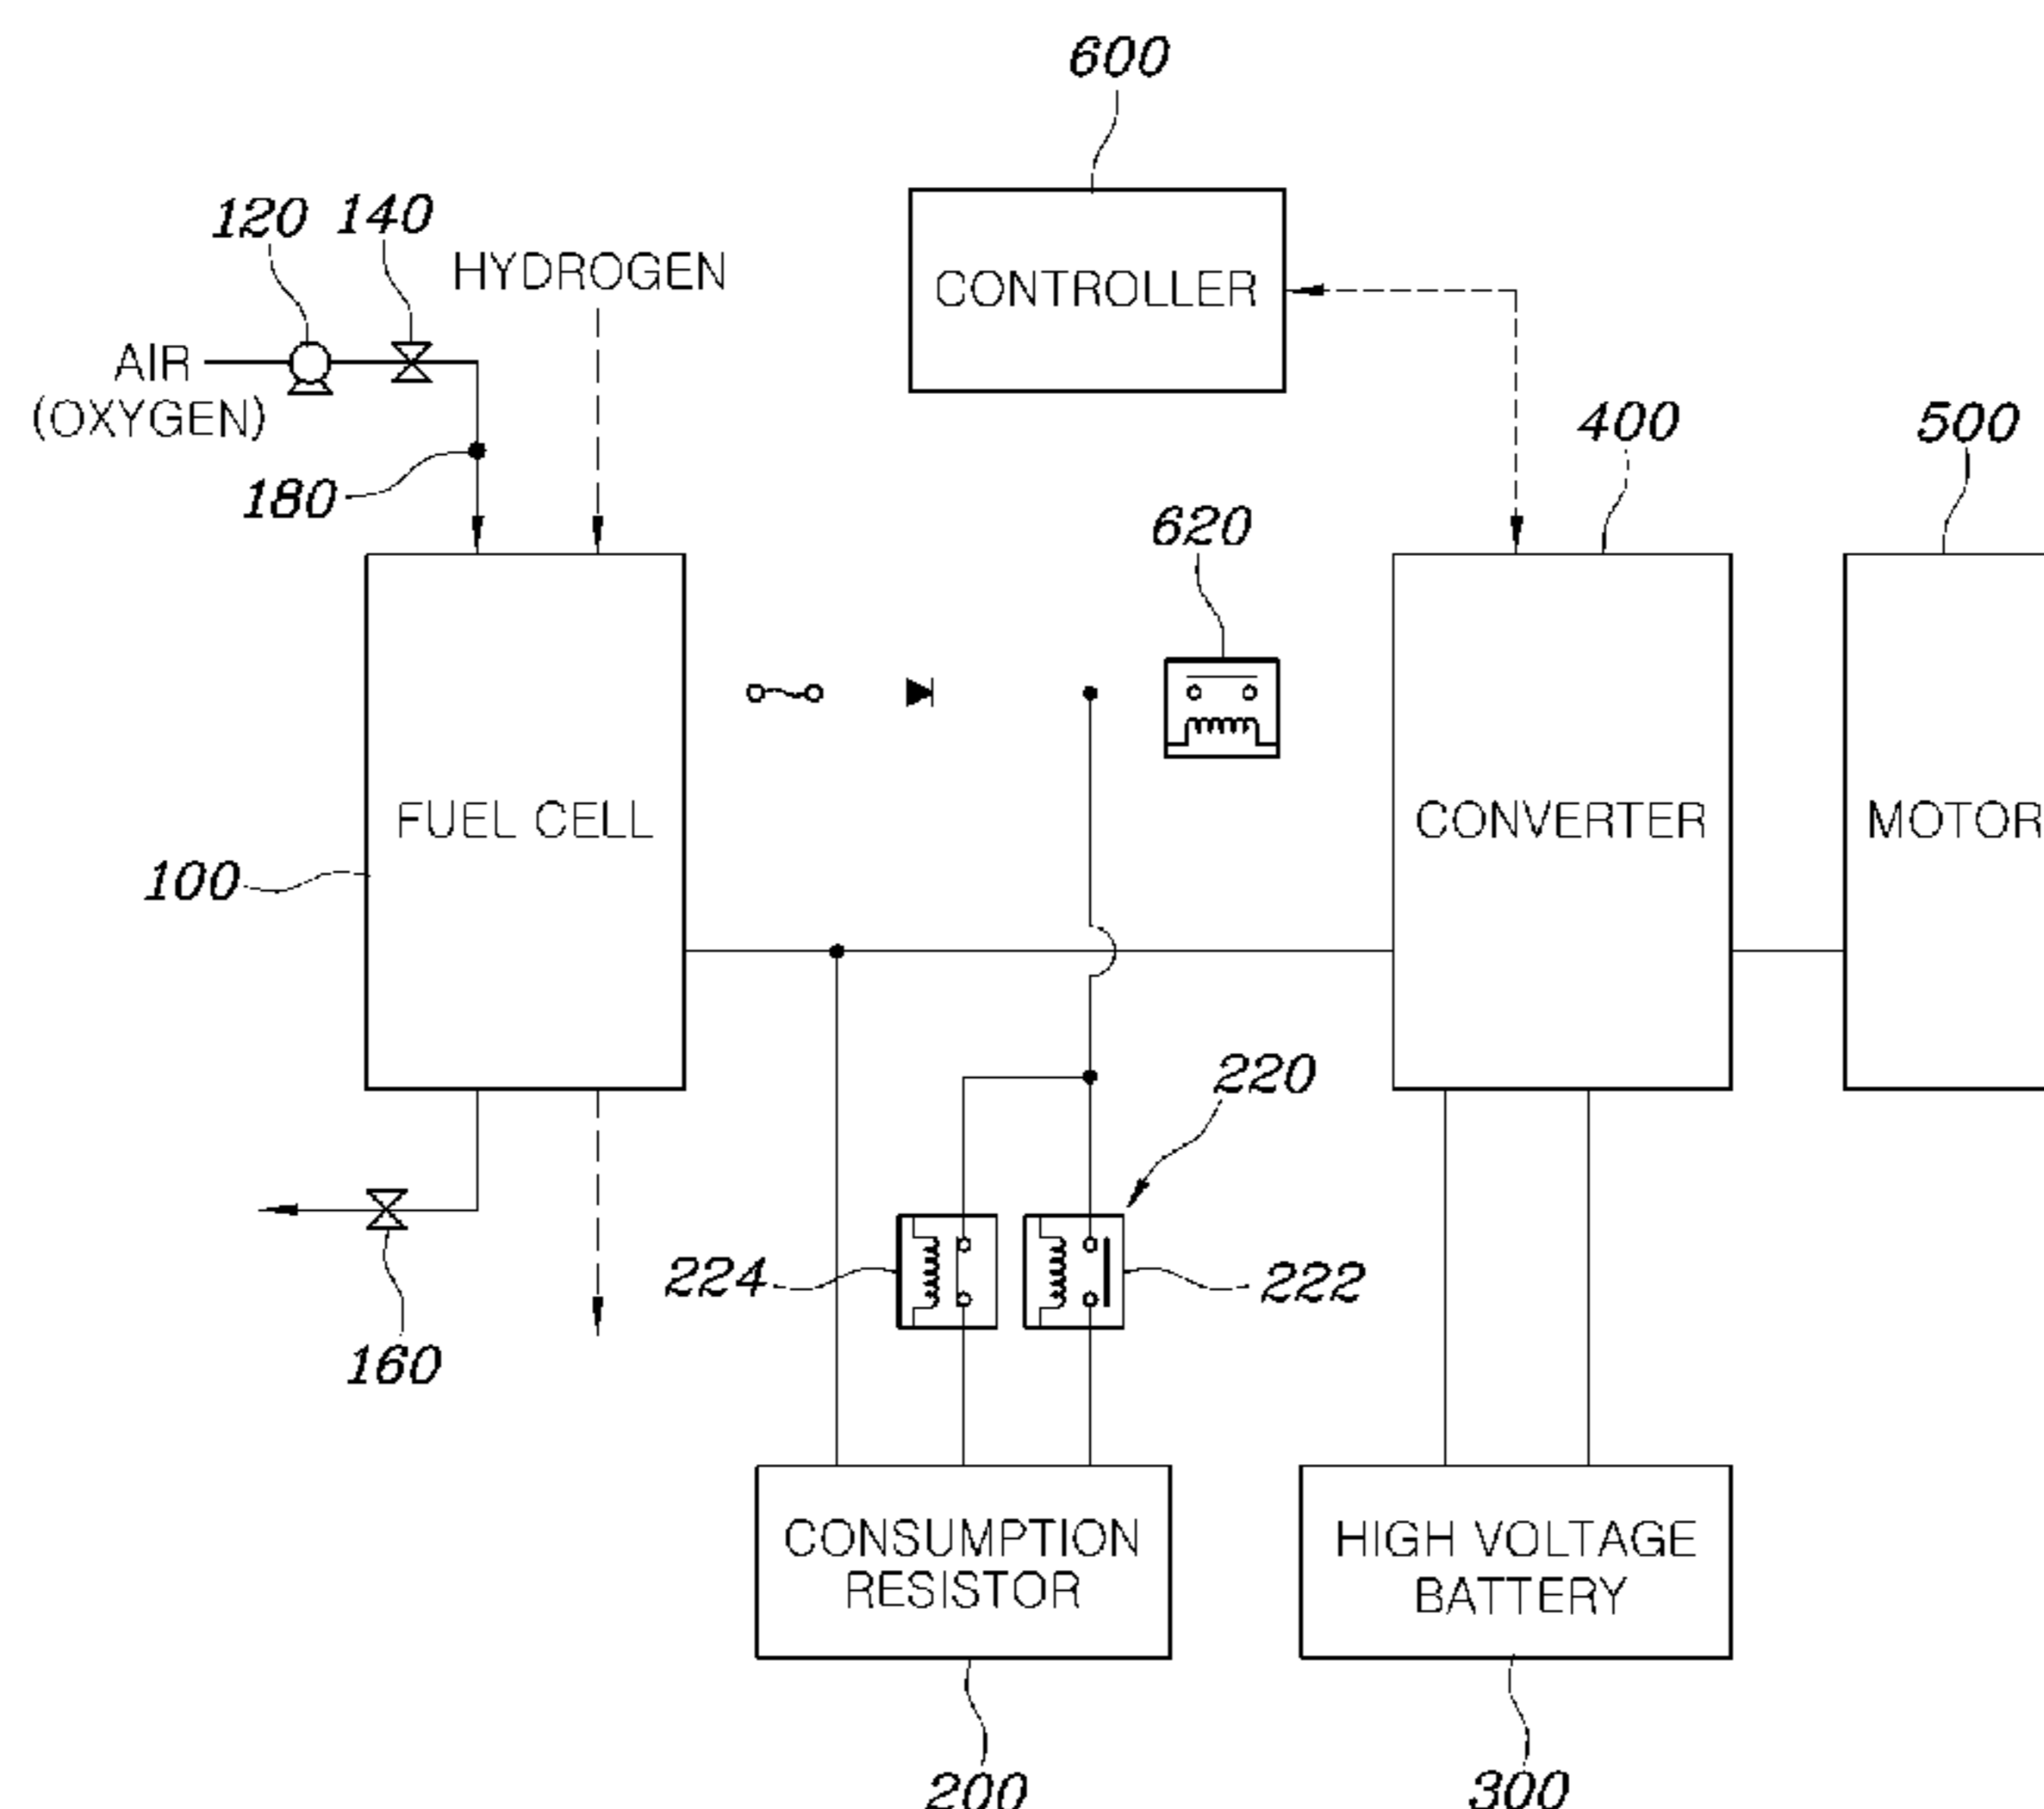 600
120 140
HYDROGEN
CONTROLLER
AIR
(OXYGEN)
400
500
180
620
FUEL CELL
CONVERTER
MOTOR
100
220
224
222
160
CONSUMPTION
RESISTOR
HIGH VOLTAGE
BATTERY
200
300